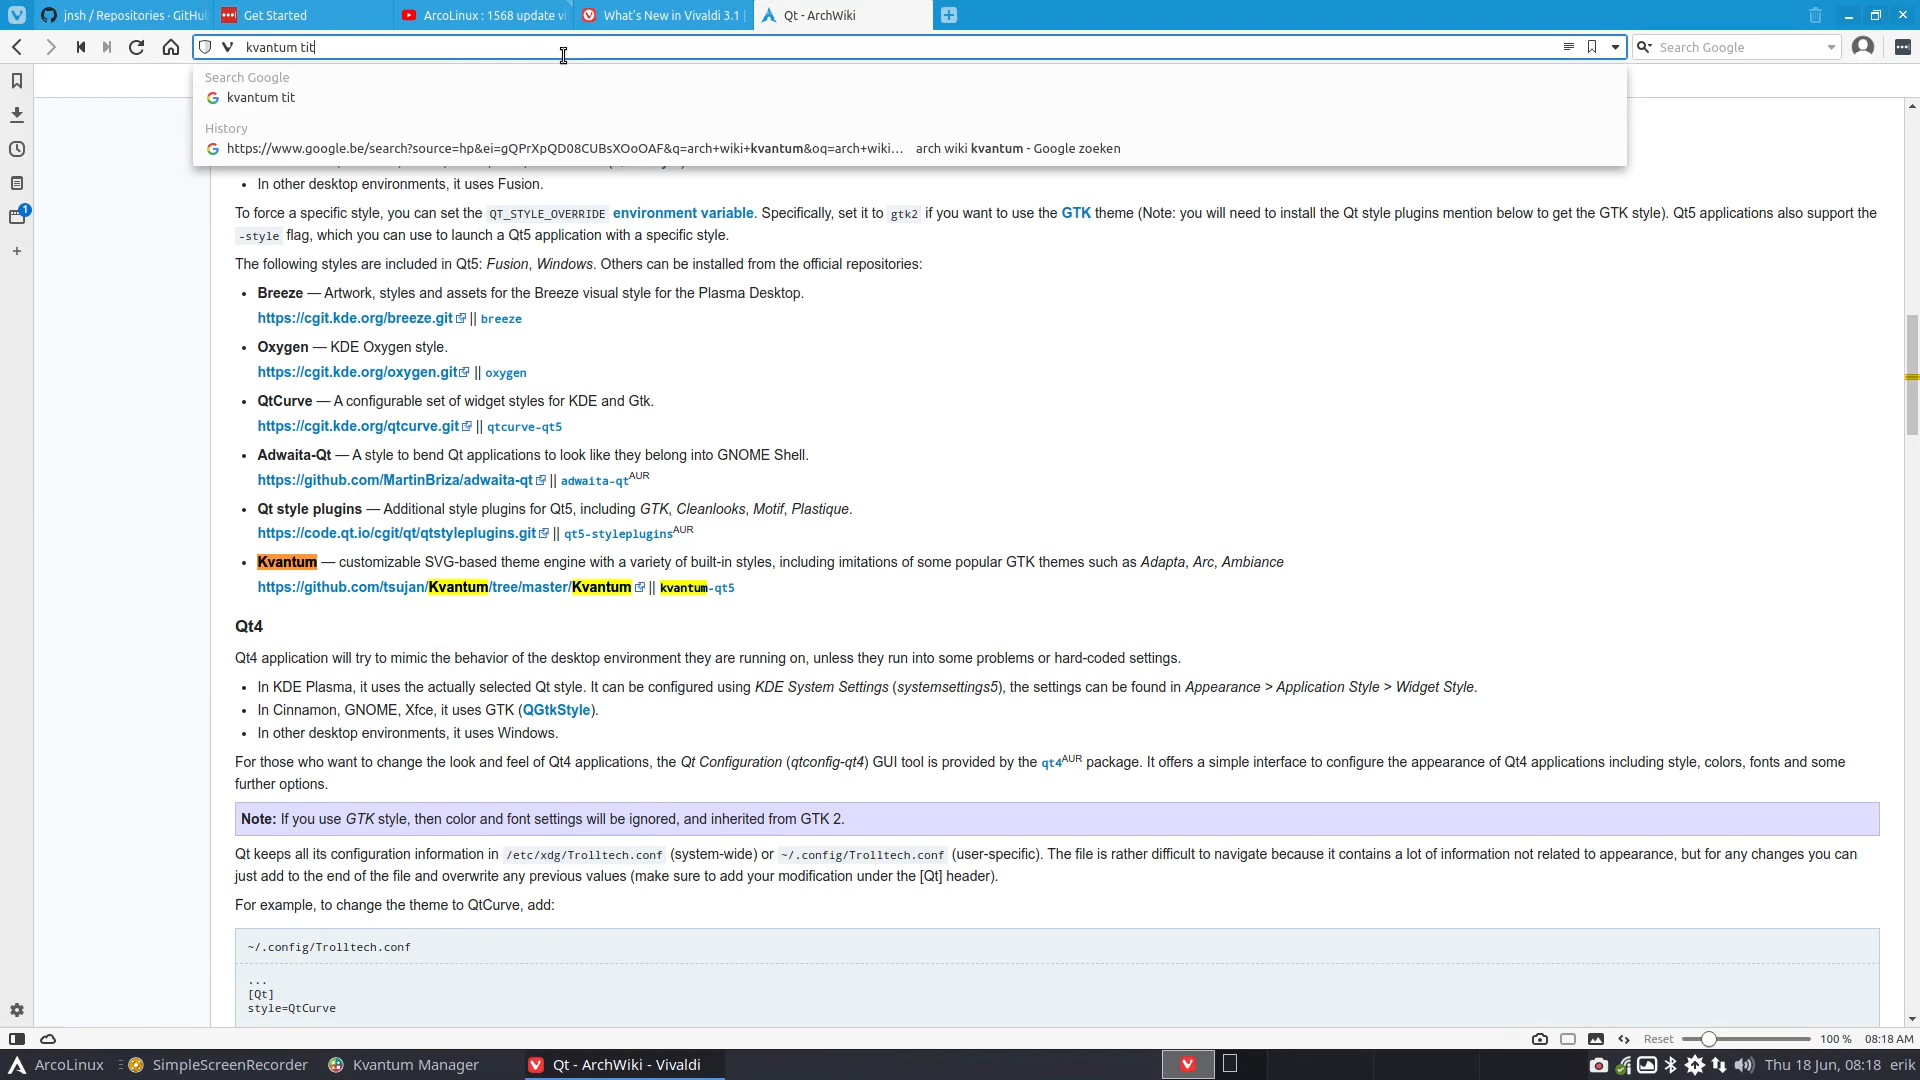 jnsh / Repositories · GitHu
Get Started
ArcoLinux : 1568 update vi
What's New in Vivaldi 3.1 |
Qt - ArchWiki
kvantum tit
Search Google
Search Google
kvantum tit
History
https://www.google.be/search?source=hp&ei=gQPrXpQD08CUBsXOoOAF&q=arch+wiki+kvantum&oq=arch+wiki... arch wiki kvantum - Google zoeken
• In other desktop environments, it uses Fusion.
To force a specific style, you can set the QT_STYLE_OVERRIDE environment variable. Specifically, set it to gtk2 if you want to use the GTK theme (Note: you will need to install the Qt style plugins mention below to get the GTK style). Qt5 applications also support the
-style flag, which you can use to launch a Qt5 application with a specific style.
The following styles are included in Qt5: Fusion, Windows. Others can be installed from the official repositories:
• Breeze — Artwork, styles and assets for the Breeze visual style for the Plasma Desktop.
https://cgit.kde.org/breeze.git || breeze
• Oxygen — KDE Oxygen style.
https://cgit.kde.org/oxygen.git || oxygen
• QtCurve — A configurable set of widget styles for KDE and Gtk.
https://cgit.kde.org/qtcurve.git || qtcurve-qt5
• Adwaita-Qt — A style to bend Qt applications to look like they belong into GNOME Shell.
https://github.com/MartinBriza/adwaita-qt || adwaita-qtAUR
• Qt style plugins — Additional style plugins for Qt5, including GTK, Cleanlooks, Motif, Plastique.
https://code.qt.io/cgit/qt/qtstyleplugins.git || qt5-stylepluginsAUR
• Kvantum — customizable SVG-based theme engine with a variety of built-in styles, including imitations of some popular GTK themes such as Adapta, Arc, Ambiance
https://github.com/tsujan/Kvantum/tree/master/Kvantum || kvantum-qt5
Qt4
Qt4 application will try to mimic the behavior of the desktop environment they are running on, unless they run into some problems or hard-coded settings.
• In KDE Plasma, it uses the actually selected Qt style. It can be configured using KDE System Settings (systemsettings5), the settings can be found in Appearance > Application Style > Widget Style.
• In Cinnamon, GNOME, Xfce, it uses GTK (QGtkStyle).
• In other desktop environments, it uses Windows.
For those who want to change the look and feel of Qt4 applications, the Qt Configuration (qtconfig-qt4) GUI tool is provided by the qt4AUR package. It offers a simple interface to configure the appearance of Qt4 applications including style, colors, fonts and some
further options.
Note: If you use GTK style, then color and font settings will be ignored, and inherited from GTK 2.
Qt keeps all its configuration information in /etc/xdg/Trolltech.conf (system-wide) or ~/.config/Trolltech.conf (user-specific). The file is rather difficult to navigate because it contains a lot of information not related to appearance, but for any changes you can
just add to the end of the file and overwrite any previous values (make sure to add your modification under the [Qt] header).
For example, to change the theme to QtCurve, add:
~/.config/Trolltech.conf
...
[Qt]
style=QtCurve
1
Reset
100 %
08:18 AM
ArcoLinux
SimpleScreenRecorder
Kvantum Manager
Qt - ArchWiki - Vivaldi
Thu 18 Jun, 08:18
erik